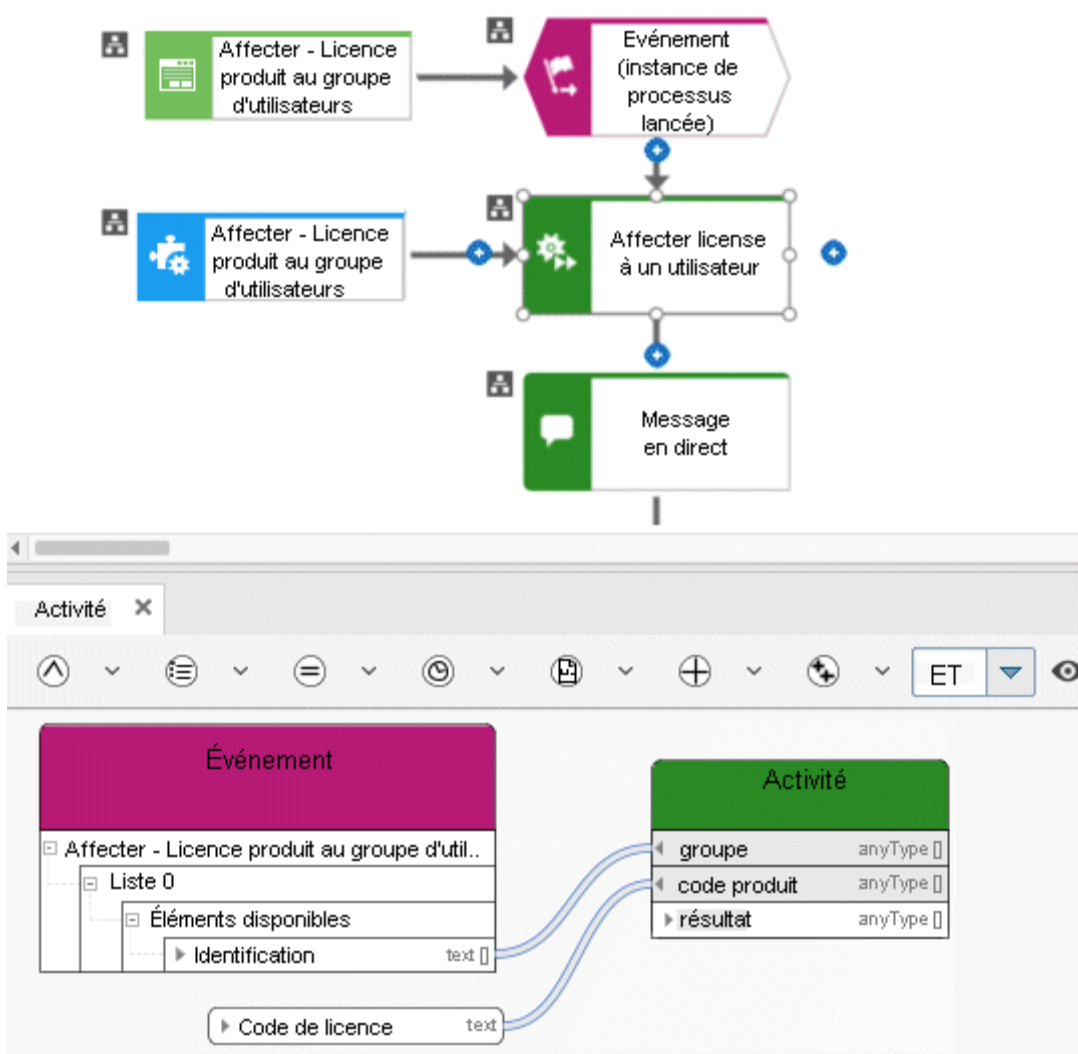 Affecter - Licence
produit au groupe
d'utilisateurs
Evénement
(instance de
processus
lancée)
Affecter - Licence
produit au groupe
d'utilisateurs
Affecter license
à un utilisateur
Message
en direct
Activité
ET
Événement
Activité
Affecter - Licence produit au groupe d'util..
groupe anyType []
Liste 0
code produit anyType []
Éléments disponibles
résultat anyType []
Identification text []
Code de licence text